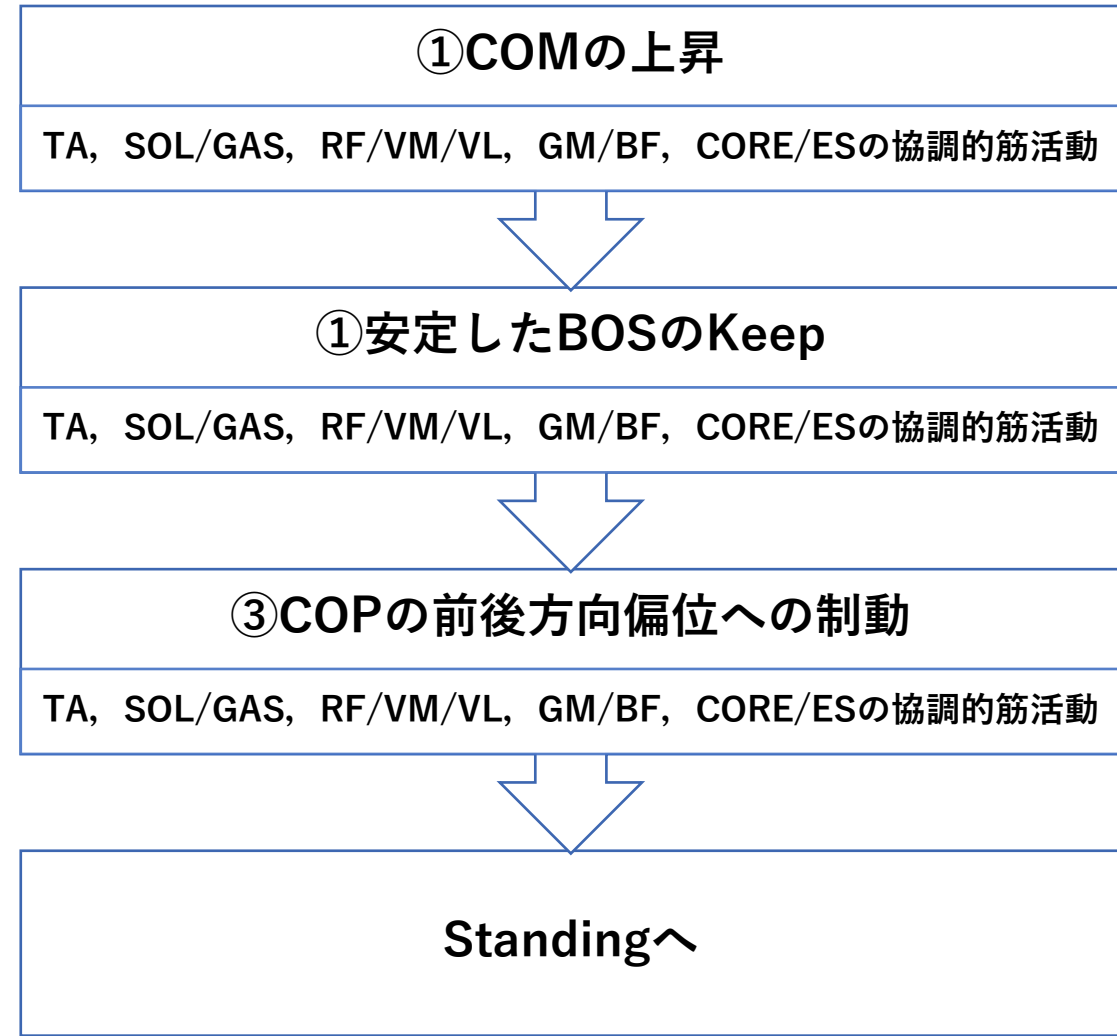 ①COMの上昇
TA，SOL/GAS，RF/VM/VL，GM/BF，CORE/ESの協調的筋活動
①安定したBOSのKeep
TA，SOL/GAS，RF/VM/VL，GM/BF，CORE/ESの協調的筋活動
③COPの前後方向偏位への制動
TA，SOL/GAS，RF/VM/VL，GM/BF，CORE/ESの協調的筋活動
Standingへ